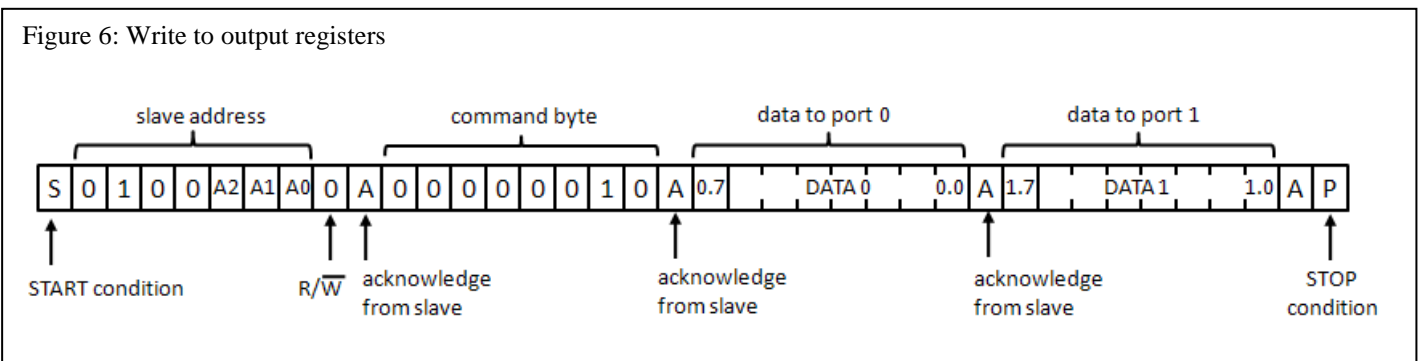 Figure 6: Write to output registers
slave address command byte data to port 0 data to port 1
S 0 1 0 0 A2 A1 A0 0 A 0 0 0 0 0 0 1 0 A 0.7 DATA 0 0.0 A 1.7 DATA 1 1.0 A P
START condition R/W̅ acknowledge from slave acknowledge from slave acknowledge from slave STOP condition